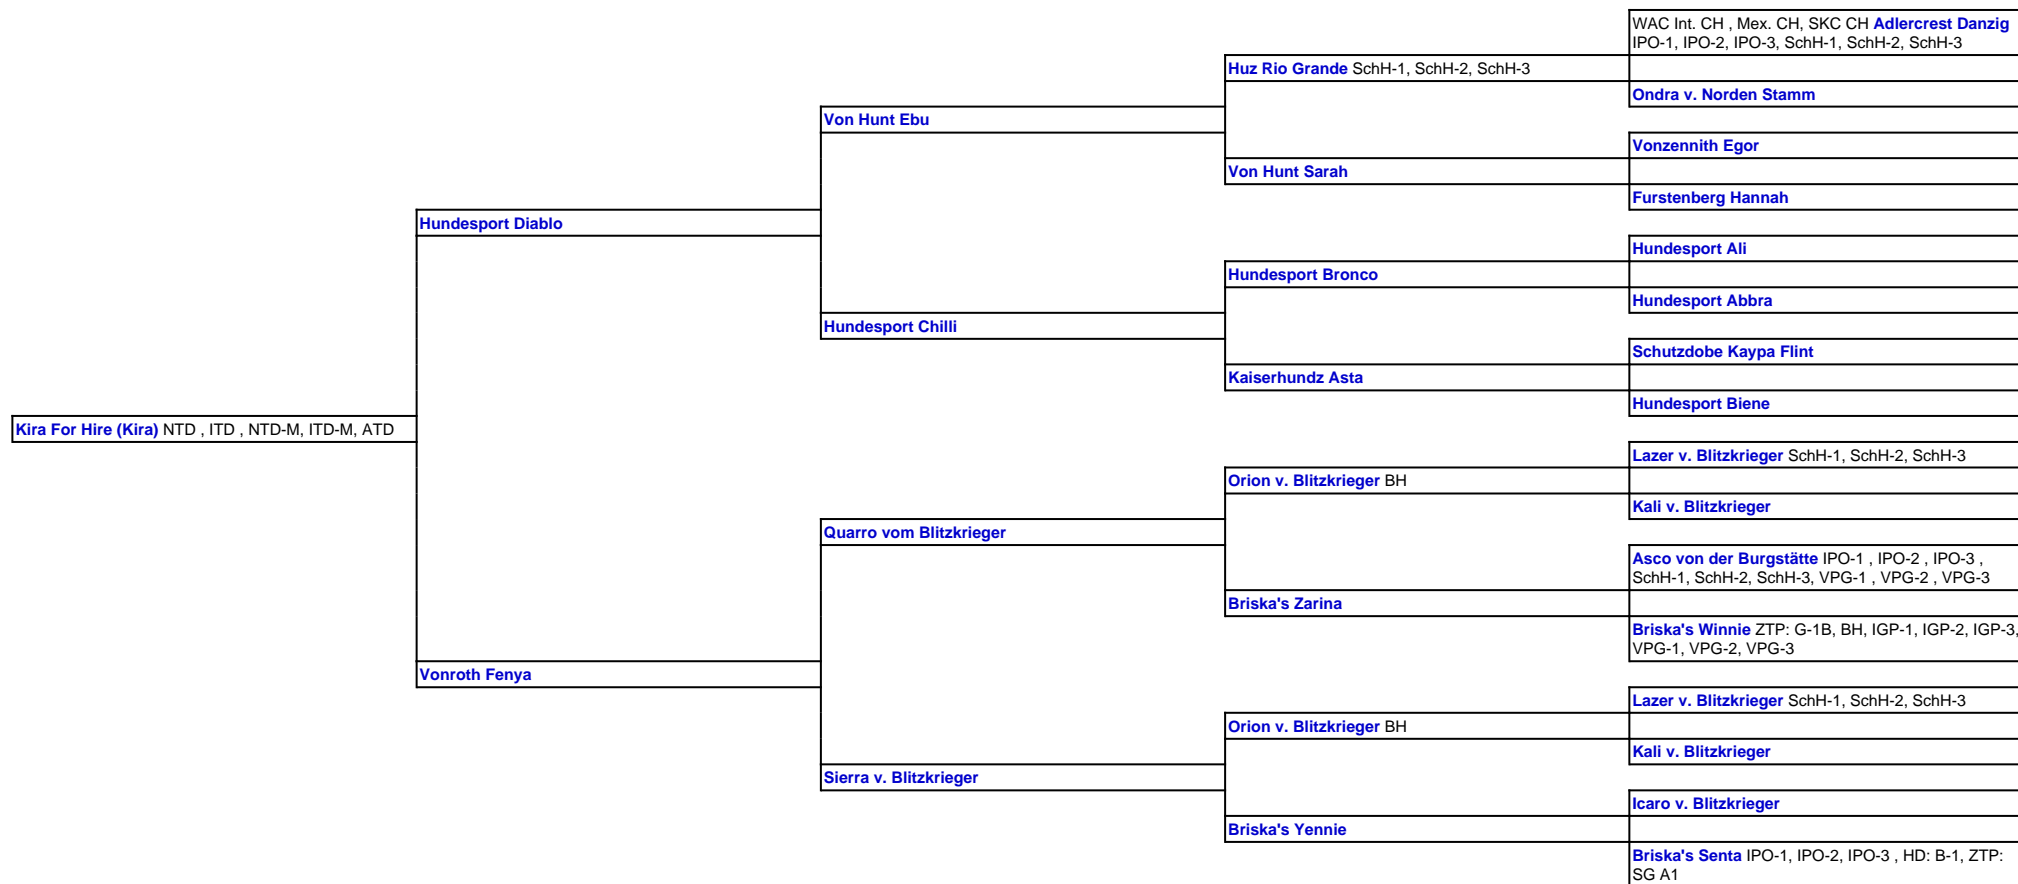 WAC Int. CH , Mex. CH, SKC CH Adlercrest Danzig
IPO-1, IPO-2, IPO-3, SchH-1, SchH-2, SchH-3
Huz Rio Grande SchH-1, SchH-2, SchH-3
Ondra v. Norden Stamm
Von Hunt Ebu
Vonzennith Egor
Von Hunt Sarah
Furstenberg Hannah
Hundesport Diablo
Hundesport Ali
Hundesport Bronco
Hundesport Abbra
Hundesport Chilli
Schutzdobe Kaypa Flint
Kaiserhundz Asta
Hundesport Biene
Kira For Hire (Kira) NTD , ITD , NTD-M, ITD-M, ATD
Lazer v. Blitzkrieger SchH-1, SchH-2, SchH-3
Orion v. Blitzkrieger BH
Kali v. Blitzkrieger
Quarro vom Blitzkrieger
Asco von der Burgstätte IPO-1 , IPO-2 , IPO-3 ,
SchH-1, SchH-2, SchH-3, VPG-1 , VPG-2 , VPG-3
Briska's Zarina
Briska's Winnie ZTP: G-1B, BH, IGP-1, IGP-2, IGP-3,
VPG-1, VPG-2, VPG-3
Vonroth Fenya
Lazer v. Blitzkrieger SchH-1, SchH-2, SchH-3
Orion v. Blitzkrieger BH
Kali v. Blitzkrieger
Sierra v. Blitzkrieger
Icaro v. Blitzkrieger
Briska's Yennie
Briska's Senta IPO-1, IPO-2, IPO-3 , HD: B-1, ZTP:
SG A1